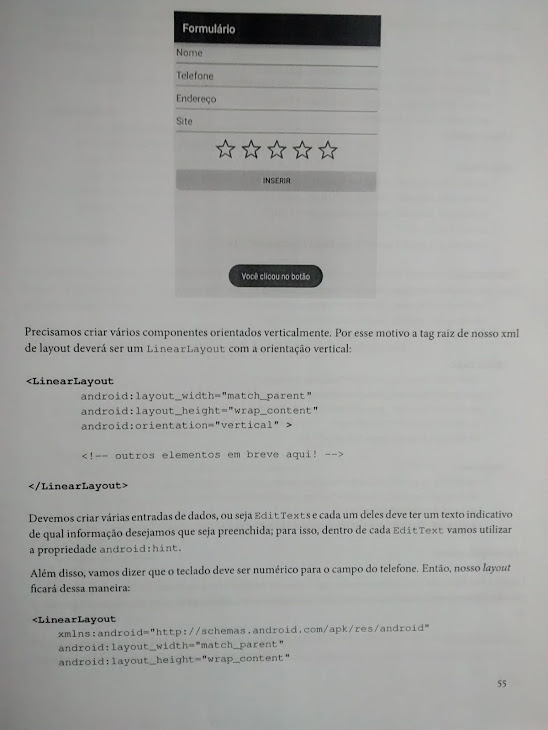 Formulário
Nome
Telefone
Endereço
Site
INSERIR
Você clicou no botão
Precisamos criar vários componentes orientados verticalmente. Por esse motivo a tag raiz de nosso xml
de layout deverá ser um LinearLayout com a orientação vertical:
<LinearLayout
android:layout_width="match_parent"
android:layout_height="wrap_content"
android:orientation="vertical" >
<!-- outros elementos em breve aqui! -->
</LinearLayout>
Devemos criar várias entradas de dados, ou seja EditTexts e cada um deles deve ter um texto indicativo
de qual informação desejamos que seja preenchida; para isso, dentro de cada EditText vamos utilizar
a propriedade android:hint.
Além disso, vamos dizer que o teclado deve ser numérico para o campo do telefone. Então, nosso layout
ficará dessa maneira:
<LinearLayout
xmlns:android="http://schemas.android.com/apk/res/android"
android:layout_width="match_parent"
android:layout_height="wrap_content"
55